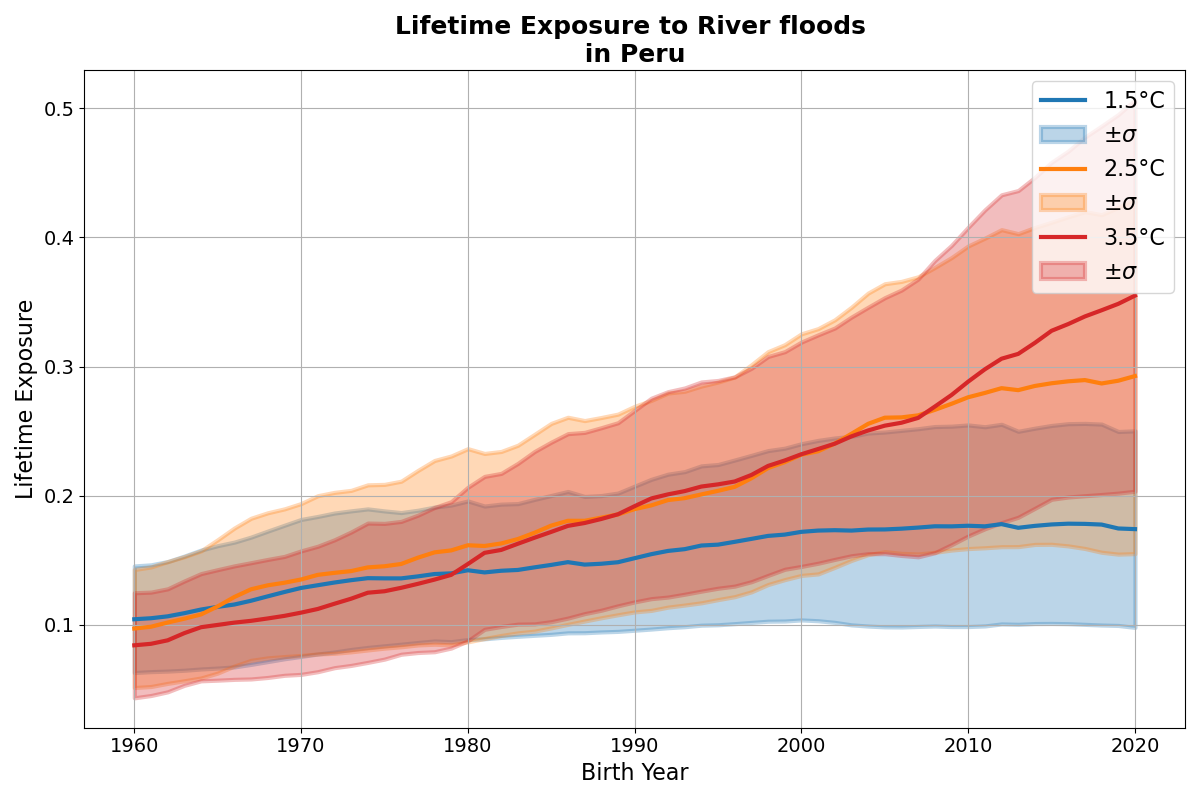 Lifetime Exposure to River floods
in Peru
0.5
0.4
0.3
0.2
0.1
Lifetime Exposure
1960
1970
1980
1990
2000
2010
2020
Birth Year
1.5°C
±σ
2.5°C
±σ
3.5°C
±σ